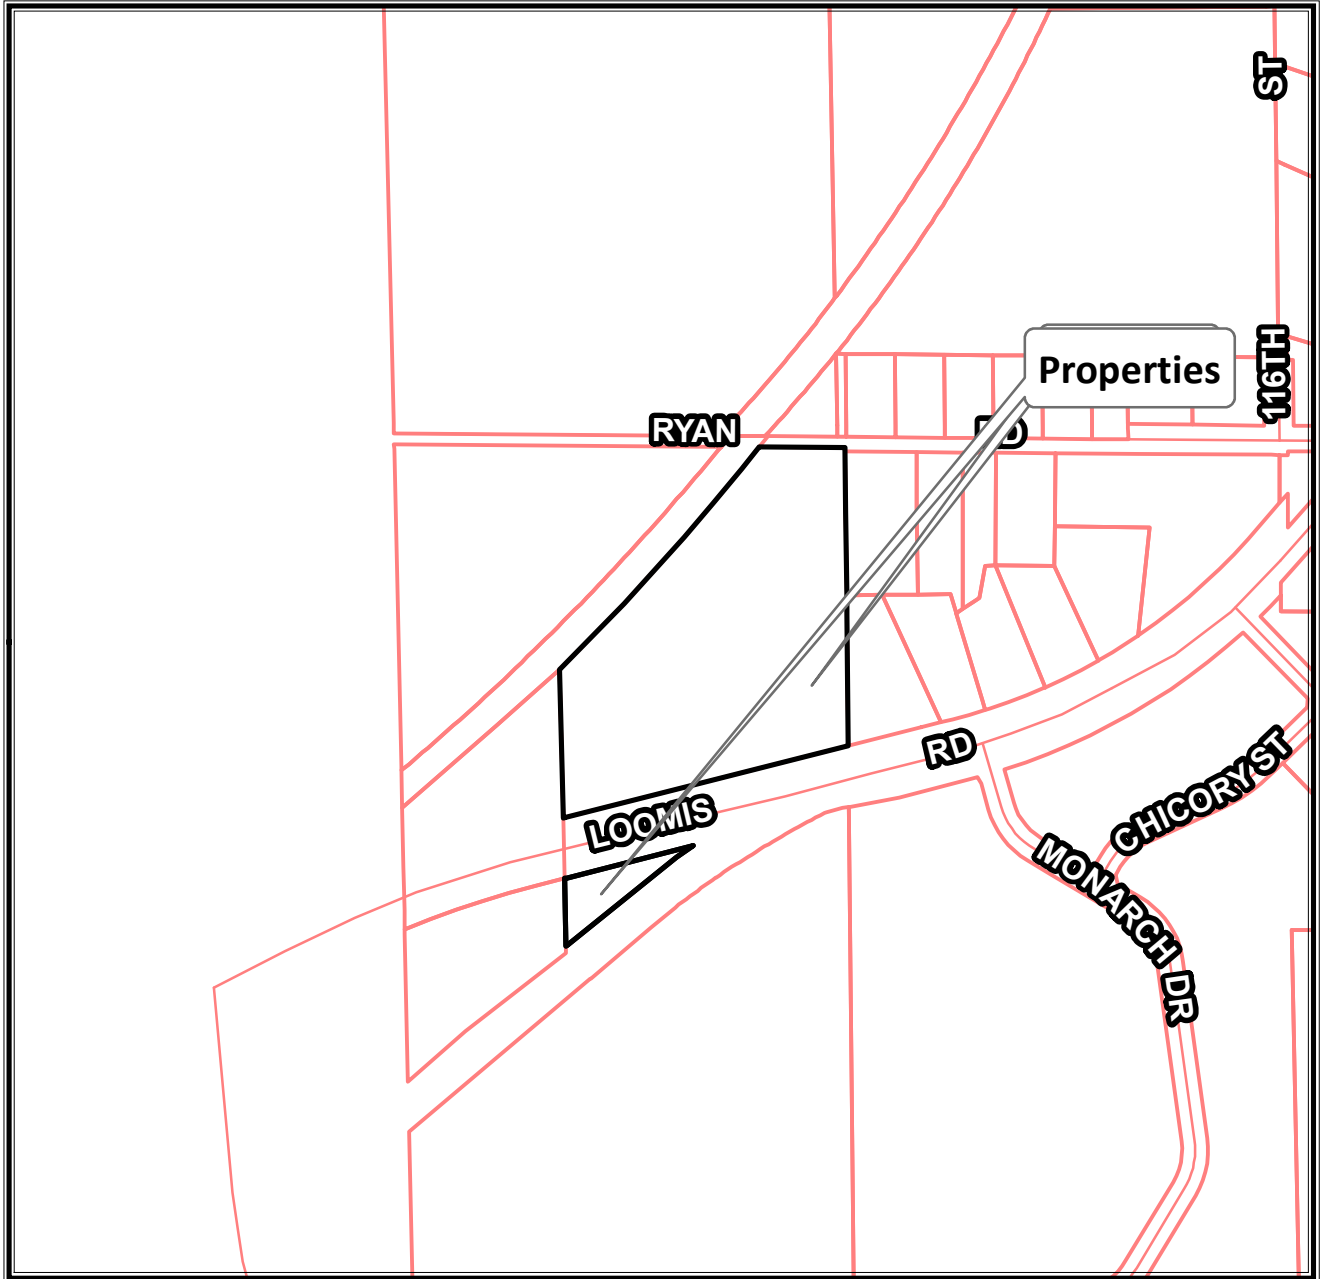 ST
116TH
Properties
RYAN
RD
RD
LOOMIS
CHICORY ST
MONARCH DR